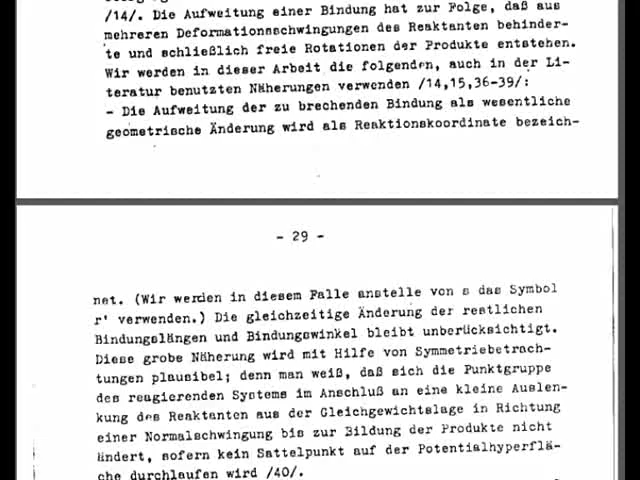 /14/. Die Aufweitung einer Bindung hat zur Folge, daß aus
mehreren Deformationsschwingungen des Reaktanten behinder-
te und schließlich freie Rotationen der Produkte entstehen.
Wir werden in dieser Arbeit die folgenden, auch in der Li-
teratur benutzten Näherungen verwenden /14,15,36-39/:
- Die Aufweitung der zu brechenden Bindung als wesentliche
geometrische Änderung wird als Reaktionskoordinate bezeich-
- 29 -
net. (Wir werden in diesem Falle anstelle von s das Symbol
r' verwenden.) Die gleichzeitige Änderung der restlichen
Bindungslängen und Bindungswinkel bleibt unberücksichtigt.
Diese grobe Näherung wird mit Hilfe von Symmetriebetrach-
tungen plausibel; denn man weiß, daß sich die Punktgruppe
des reagierenden Systems im Anschluß an eine kleine Auslen-
kung des Reaktanten aus der Gleichgewichtslage in Richtung
einer Normalschwingung bis zur Bildung der Produkte nicht
ändert, sofern kein Sattelpunkt auf der Potentialhyperflä-
che durchlaufen wird /40/.